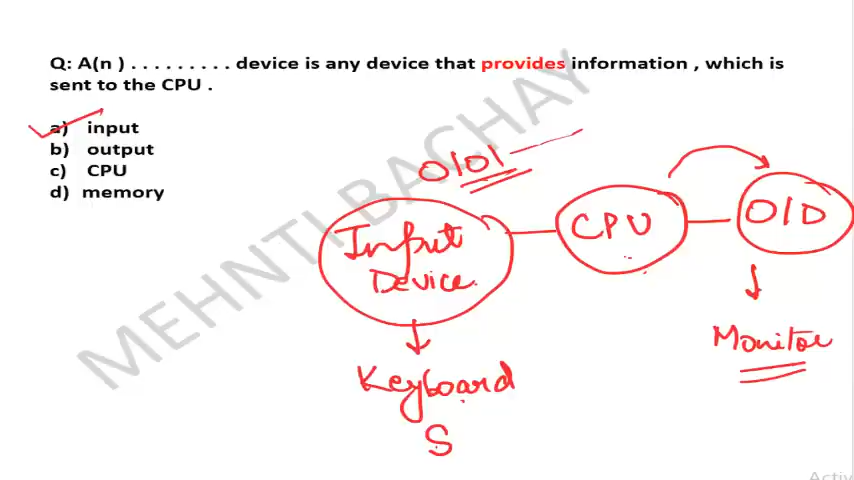 Q: A(n ) . . . . . . . . . device is any device that provides information , which is
sent to the CPU .
a) input
b) output
c) CPU
d) memory
MEHNTI BACHAY
0101
Input
Device
CPU
O/D
Keyboard
S
Monitor
Activ